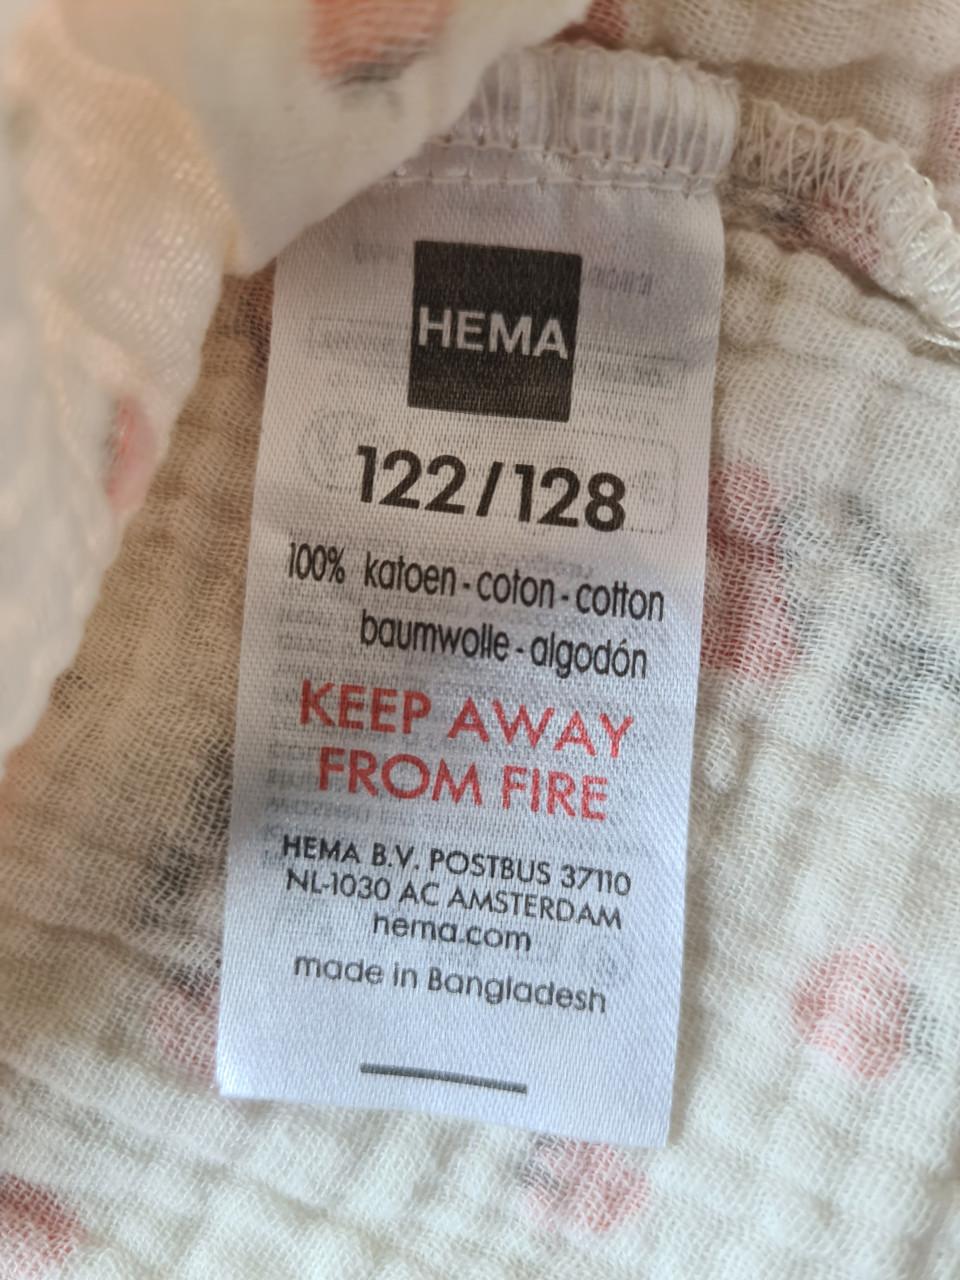 HEMA
122/128
100% katoen - coton - cotton
baumwolle - algodón
KEEP AWAY
FROM FIRE
HEMA B.V. POSTBUS 37110
NL-1030 AC AMSTERDAM
hema.com
made in Bangladesh